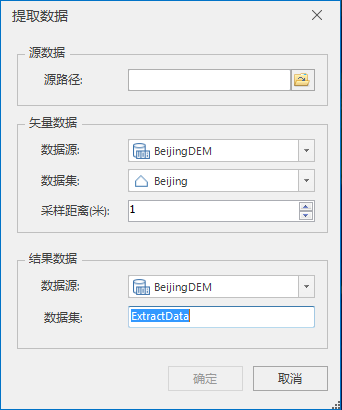 提取数据
源数据
源路径:
矢量数据
数据源: BeijingDEM
数据集: Beijing
采样距离(米): 1
结果数据
数据源: BeijingDEM
数据集: ExtractData
确定 取消